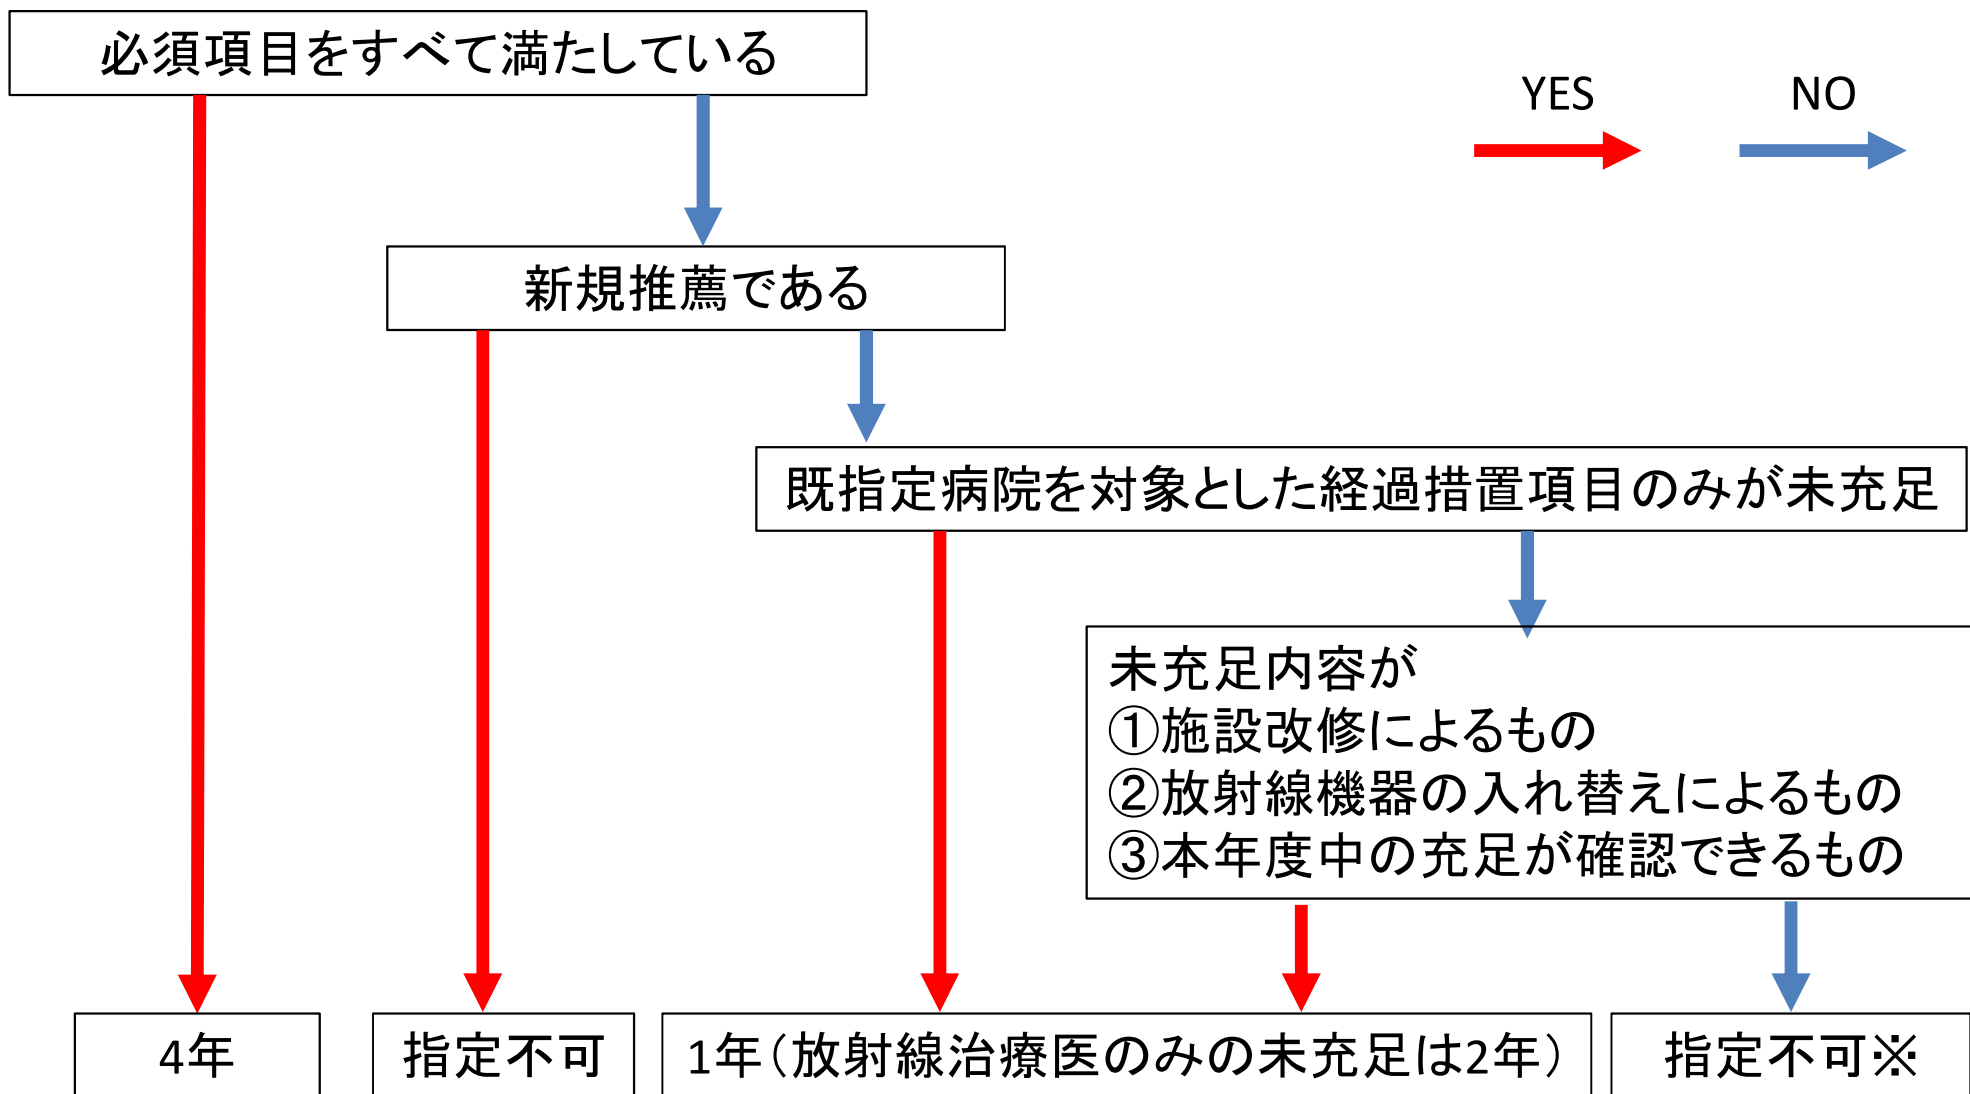 必須項目をすべて満たしている
YES
NO
新規推薦である
既指定病院を対象とした経過措置項目のみが未充足
未充足内容が
①施設改修によるもの
②放射線機器の入れ替えによるもの
③本年度中の充足が確認できるもの
4年
指定不可
1年（放射線治療医のみの未充足は2年）
指定不可※